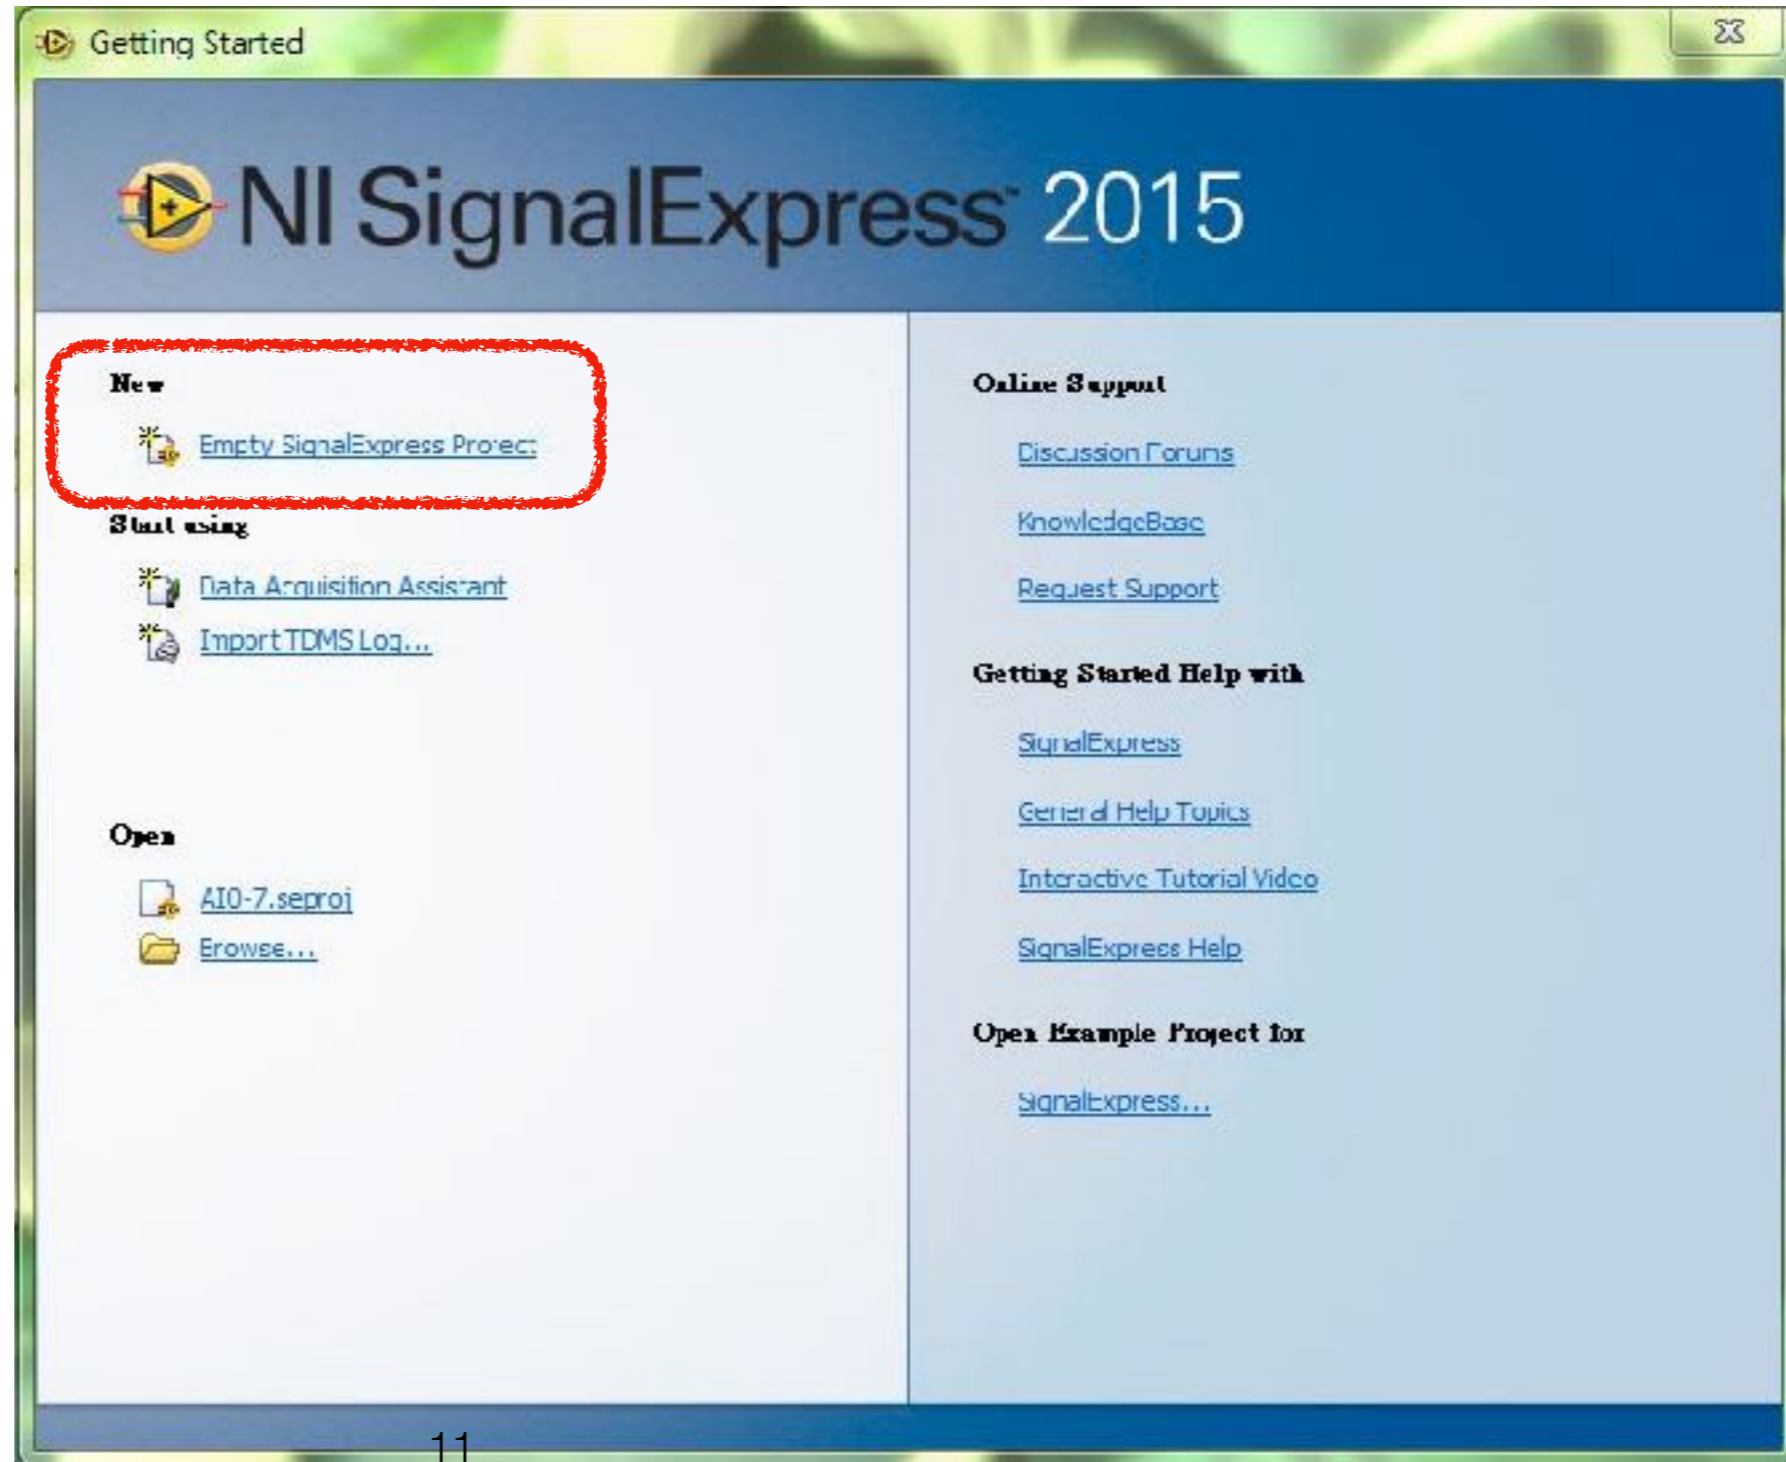 Getting Started
NI SignalExpress™ 2015
New
Empty SignalExpress Project
Start using
Data Acquisition Assistant
Import TDMS Log...
Open
AI0-7.seproj
Browse...
Online Support
Discussion Forums
KnowledgeBase
Request Support
Getting Started Help with
SignalExpress
General Help Topics
Interactive Tutorial Video
SignalExpress Help
Open Example Project for
SignalExpress...
11